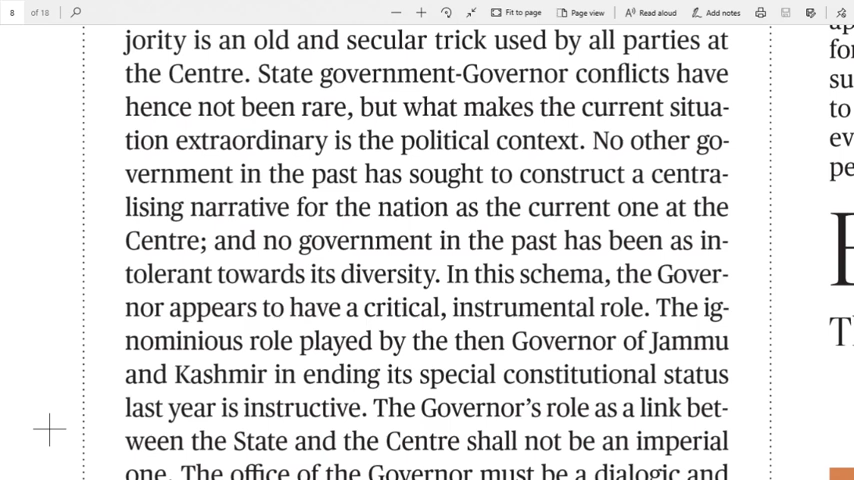 8 of 18 Fit to page Page view Read aloud Add notes
jority is an old and secular trick used by all parties at
the Centre. State government-Governor conflicts have
hence not been rare, but what makes the current situa-
tion extraordinary is the political context. No other go-
vernment in the past has sought to construct a centra-
lising narrative for the nation as the current one at the
Centre; and no government in the past has been as in-
tolerant towards its diversity. In this schema, the Gover-
nor appears to have a critical, instrumental role. The ig-
nominious role played by the then Governor of Jammu
and Kashmir in ending its special constitutional status
last year is instructive. The Governor’s role as a link bet-
ween the State and the Centre shall not be an imperial
one. The office of the Governor must be a dialogic and
for
su
to
ev
pe